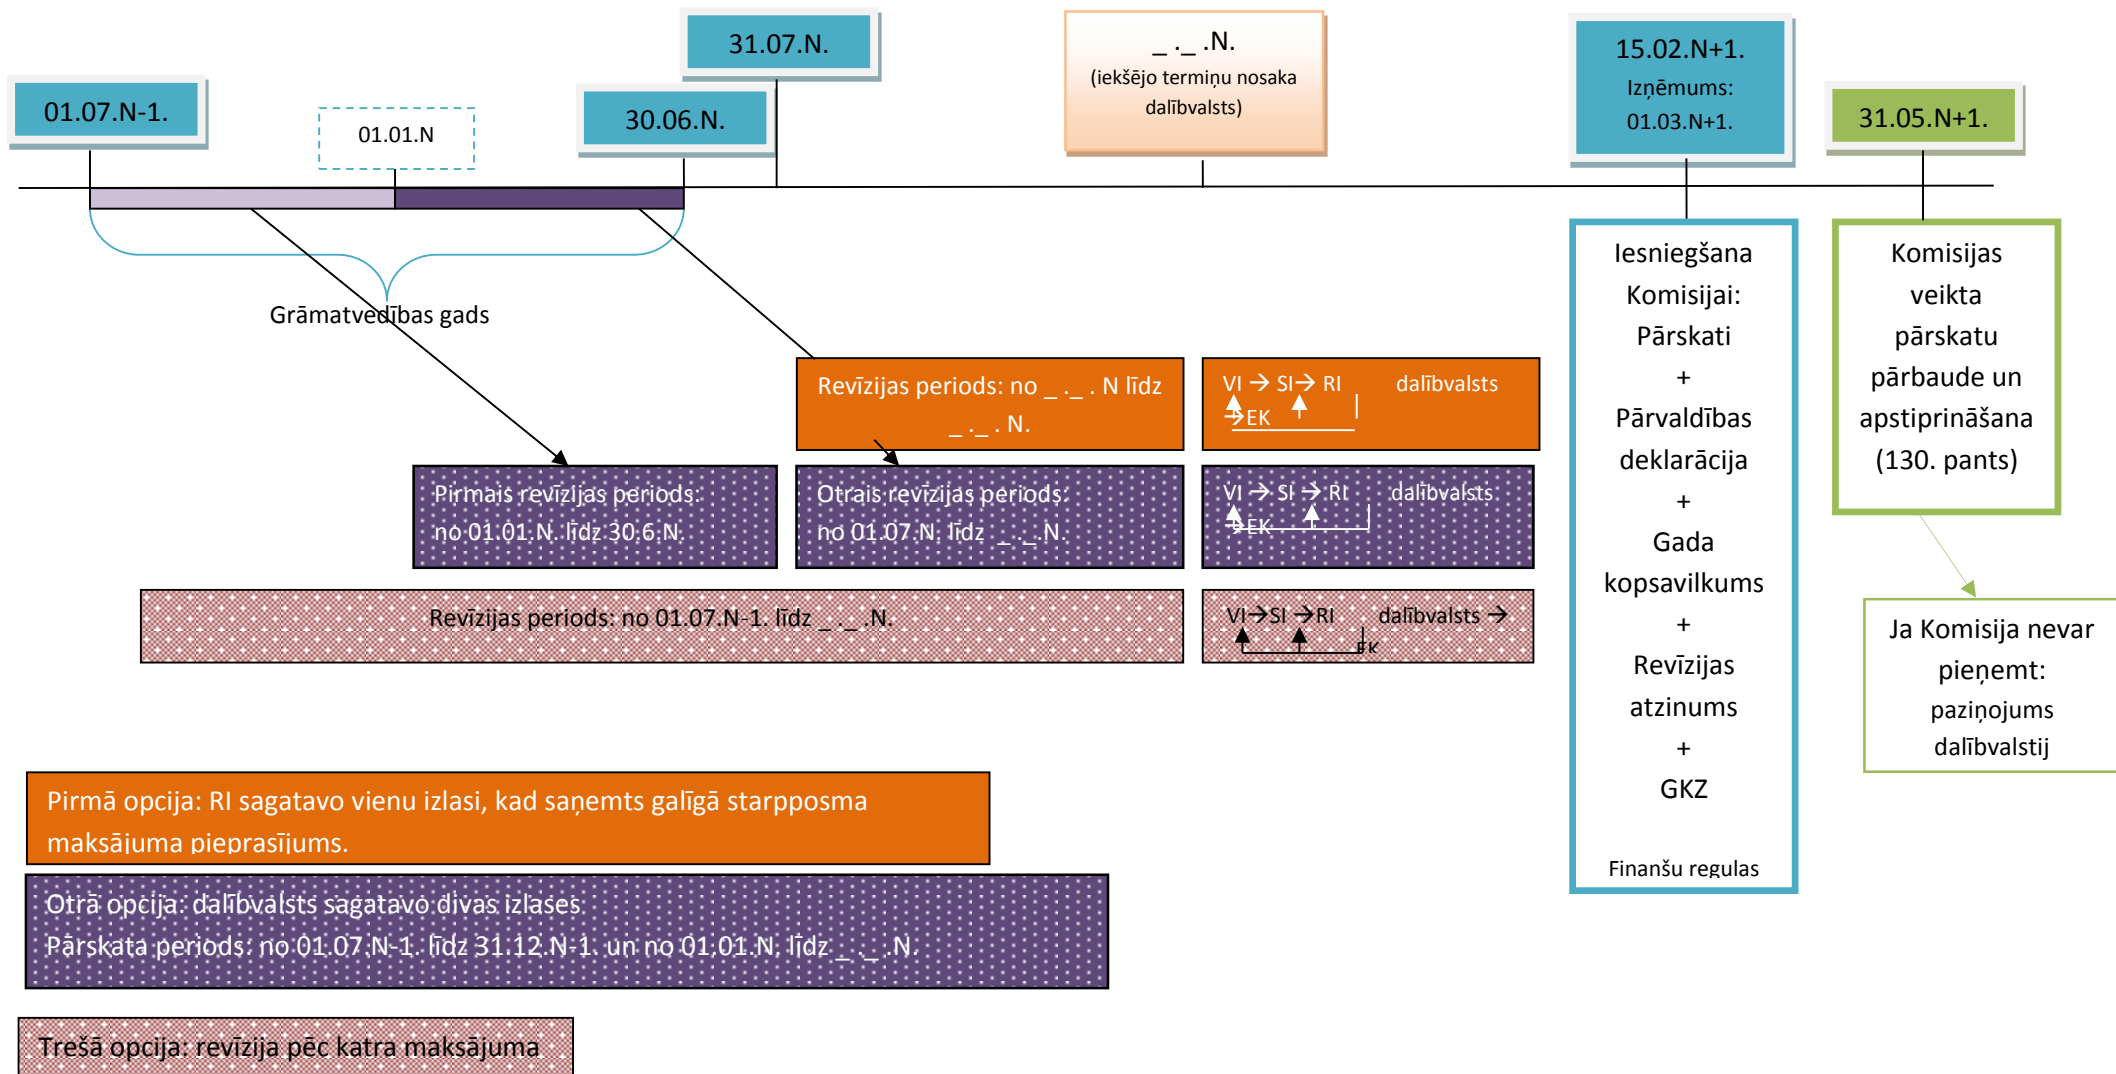 01.07.N-1.
01.01.N
30.06.N.
31.07.N.
_ ._ .N.
(iekšējo termiņu nosaka
dalībvalsts)
15.02.N+1.
Izņēmums:
01.03.N+1.
31.05.N+1.
Grāmatvedības gads
Revīzijas periods: no _ ._ . N līdz
_ ._ . N.
VI → SI→ RI dalībvalsts
→EK
Pirmais revīzijas periods:
no 01.01.N. līdz 30.6.N.
Otrais revīzijas periods:
no 01.07.N. līdz _ ._ .N.
VI → SI → RI dalībvalsts
→EK
Revīzijas periods: no 01.07.N-1. līdz _ ._ .N.
VI→SI →RI dalībvalsts →
EK
Iesniegšana
Komisijai:
Pārskati
+
Pārvaldības
deklarācija
+
Gada
kopsavilkums
+
Revīzijas
atzinums
+
GKZ
Finanšu regulas
Komisijas
veikta
pārskatu
pārbaude un
apstiprināšana
(130. pants)
Ja Komisija nevar
pieņemt:
paziņojums
dalībvalstij
Pirmā opcija: RI sagatavo vienu izlasi, kad saņemts galīgā starpposma
maksājuma pieprasījums.
Otrā opcija: dalībvalsts sagatavo divas izlases
Pārskata periods: no 01.07.N-1. līdz 31.12.N-1. un no 01.01.N. līdz _ ._ .N.
Trešā opcija: revīzija pēc katra maksājuma